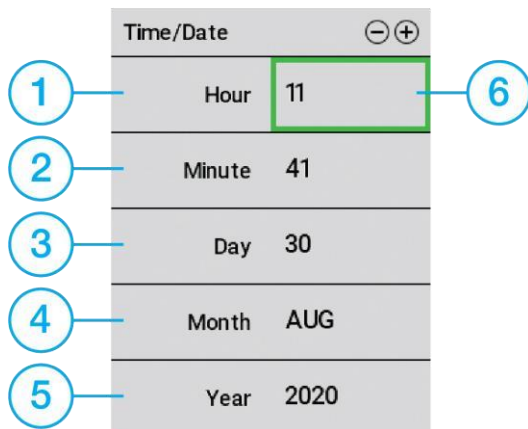 Time/Date
1 Hour 11 6
2 Minute 41
3 Day 30
4 Month AUG
5 Year 2020